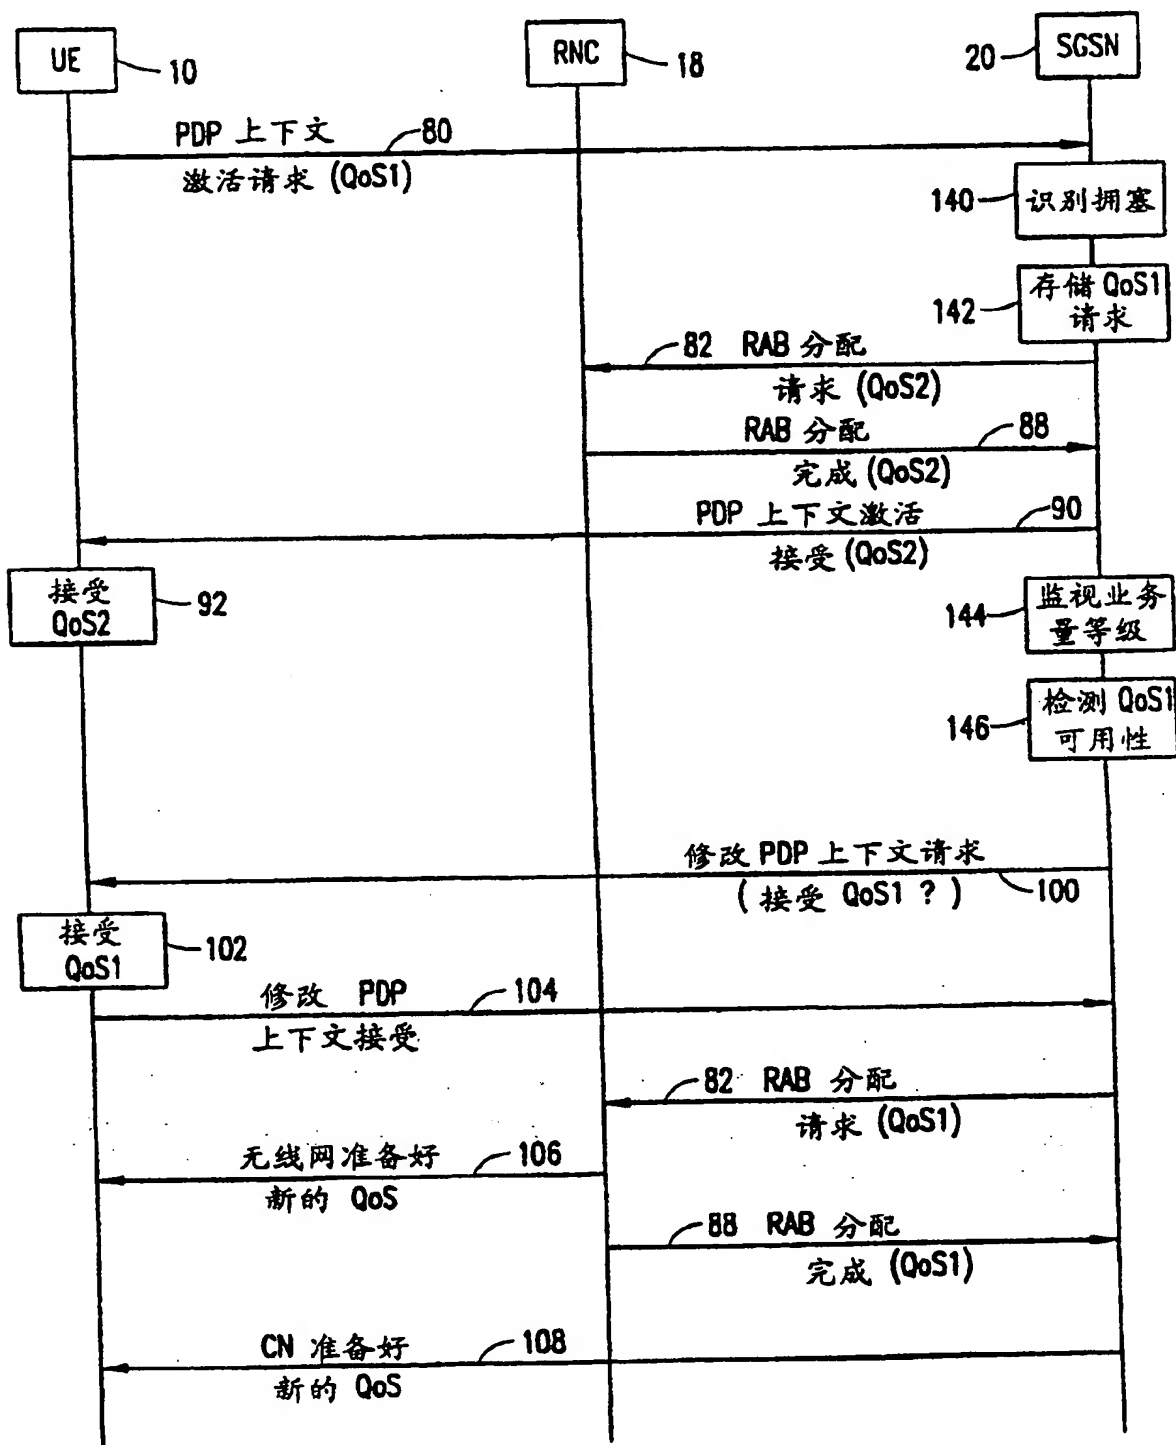 UE
10
RNC
18
20
SGSN
PDP 上下文
80
激活请求 (QoS1)
140
识别拥塞
142
存储 QoS1
请求
82 RAB 分配
请求 (QoS2)
RAB 分配
88
完成 (QoS2)
PDP 上下文激活
90
接受 (QoS2)
接受
QoS2
92
144
监视业务
量等级
146
检测 QoS1
可用性
修改 PDP 上下文请求
( 接受 QoS1 ? )
100
接受
QoS1
102
修改 PDP
104
上下文接受
82 RAB 分配
请求 (QoS1)
无线网准备好
106
新的 QoS
88 RAB 分配
完成 (QoS1)
CN 准备好
108
新的 QoS